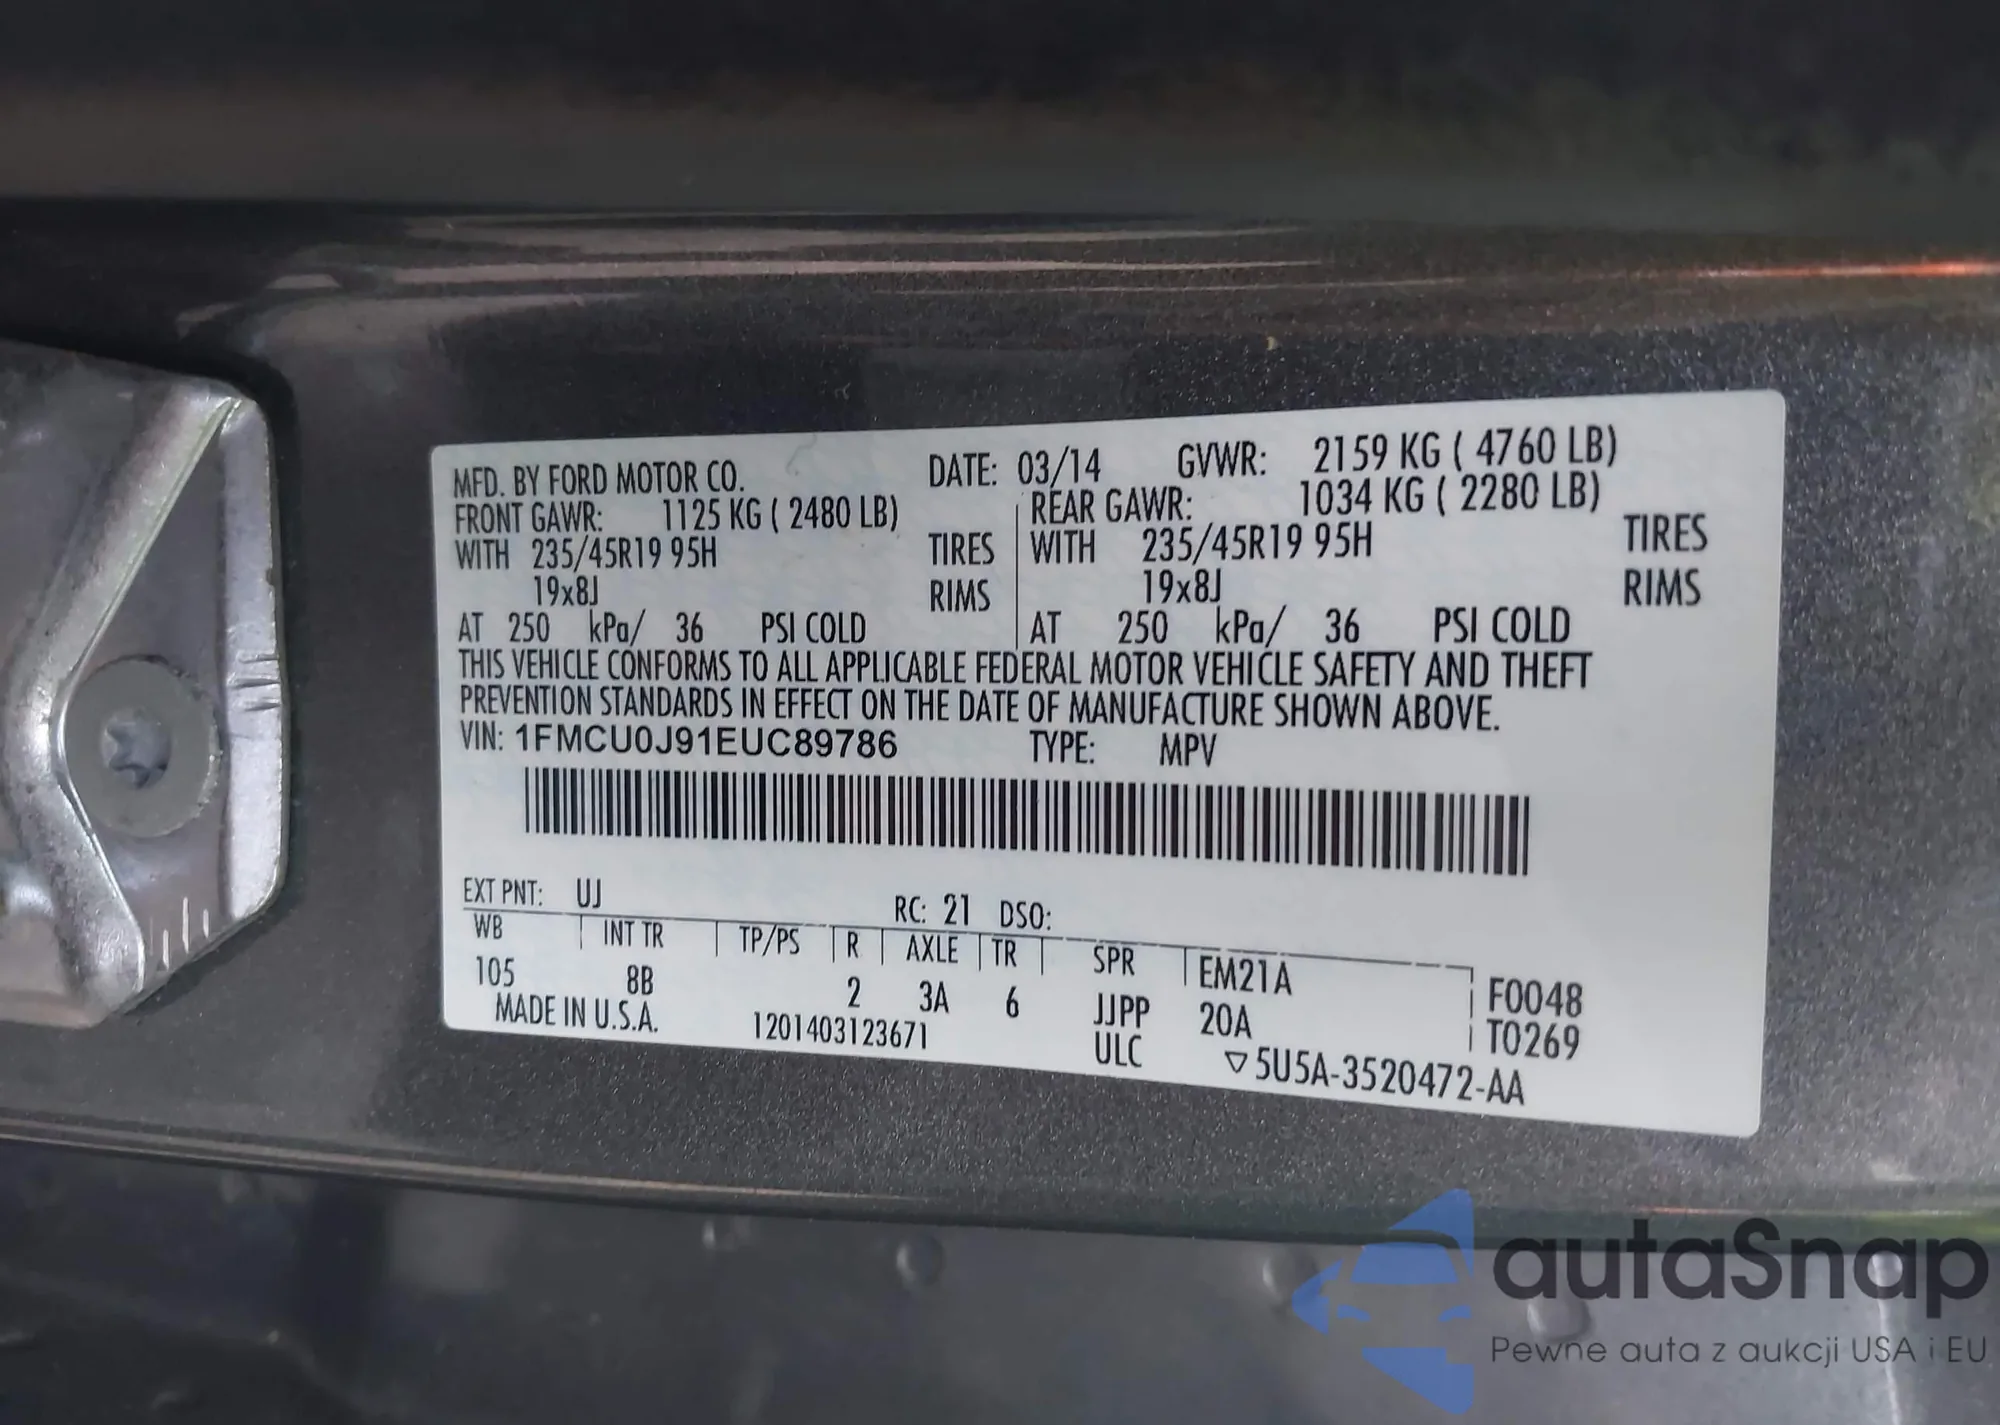 MFD. BY FORD MOTOR CO. DATE: 03/14 GVWR: 2159 KG ( 4760 LB)
FRONT GAWR: 1125 KG ( 2480 LB) REAR GAWR: 1034 KG ( 2280 LB)
WITH 235/45R19 95H TIRES WITH 235/45R19 95H TIRES
19x8J RIMS 19x8J RIMS
AT 250 kPa/ 36 PSI COLD AT 250 kPa/ 36 PSI COLD
THIS VEHICLE CONFORMS TO ALL APPLICABLE FEDERAL MOTOR VEHICLE SAFETY AND THEFT
PREVENTION STANDARDS IN EFFECT ON THE DATE OF MANUFACTURE SHOWN ABOVE.
VIN: 1FMCU0J91EUC89786 TYPE: MPV
EXT PNT: UJ RC: 21 DSO:
WB INT TR TP/PS R AXLE TR SPR EM21A F0048
105 8B 2 3A 6 JJPP 20A T0269
MADE IN U.S.A. 1201403123671 ULC ▽5U5A-3520472-AA
autaSnap
Pewne auta z aukcji USA i EU